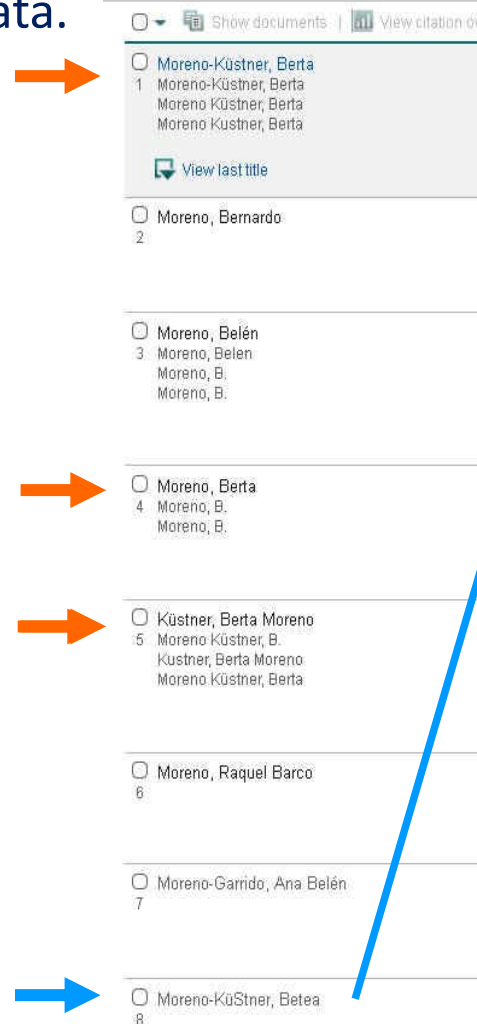 ata.
Show documents | View citation ov
Moreno-Küstner, Berta
1 Moreno-Küstner, Berta
Moreno Küstner, Berta
Moreno Kustner, Berta
View last title
Moreno, Bernardo
2
Moreno, Belén
3 Moreno, Belen
Moreno, B.
Moreno, B.
Moreno, Berta
4 Moreno, B.
Moreno, B.
Küstner, Berta Moreno
5 Moreno Küstner, B.
Kustner, Berta Moreno
Moreno Küstner, Berta
Moreno, Raquel Barco
6
Moreno-Garrido, Ana Belén
7
Moreno-KüStner, Betea
8